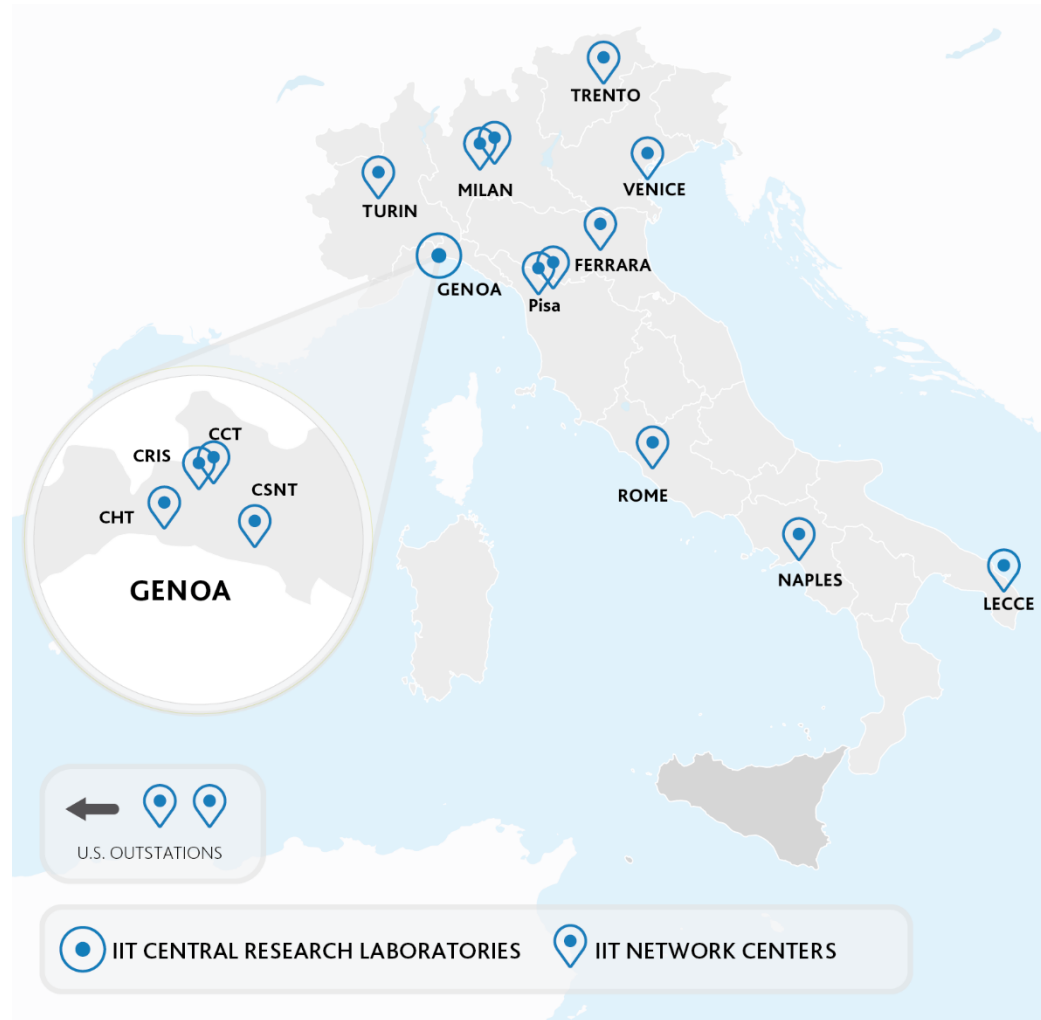 TRENTO
MILAN
VENICE
TURIN
FERRARA
GENOA
Pisa
CCT
CRIS
CSNT
CHT
GENOA
ROME
NAPLES
LECCE
U.S. OUTSTATIONS
IIT CENTRAL RESEARCH LABORATORIES
IIT NETWORK CENTERS